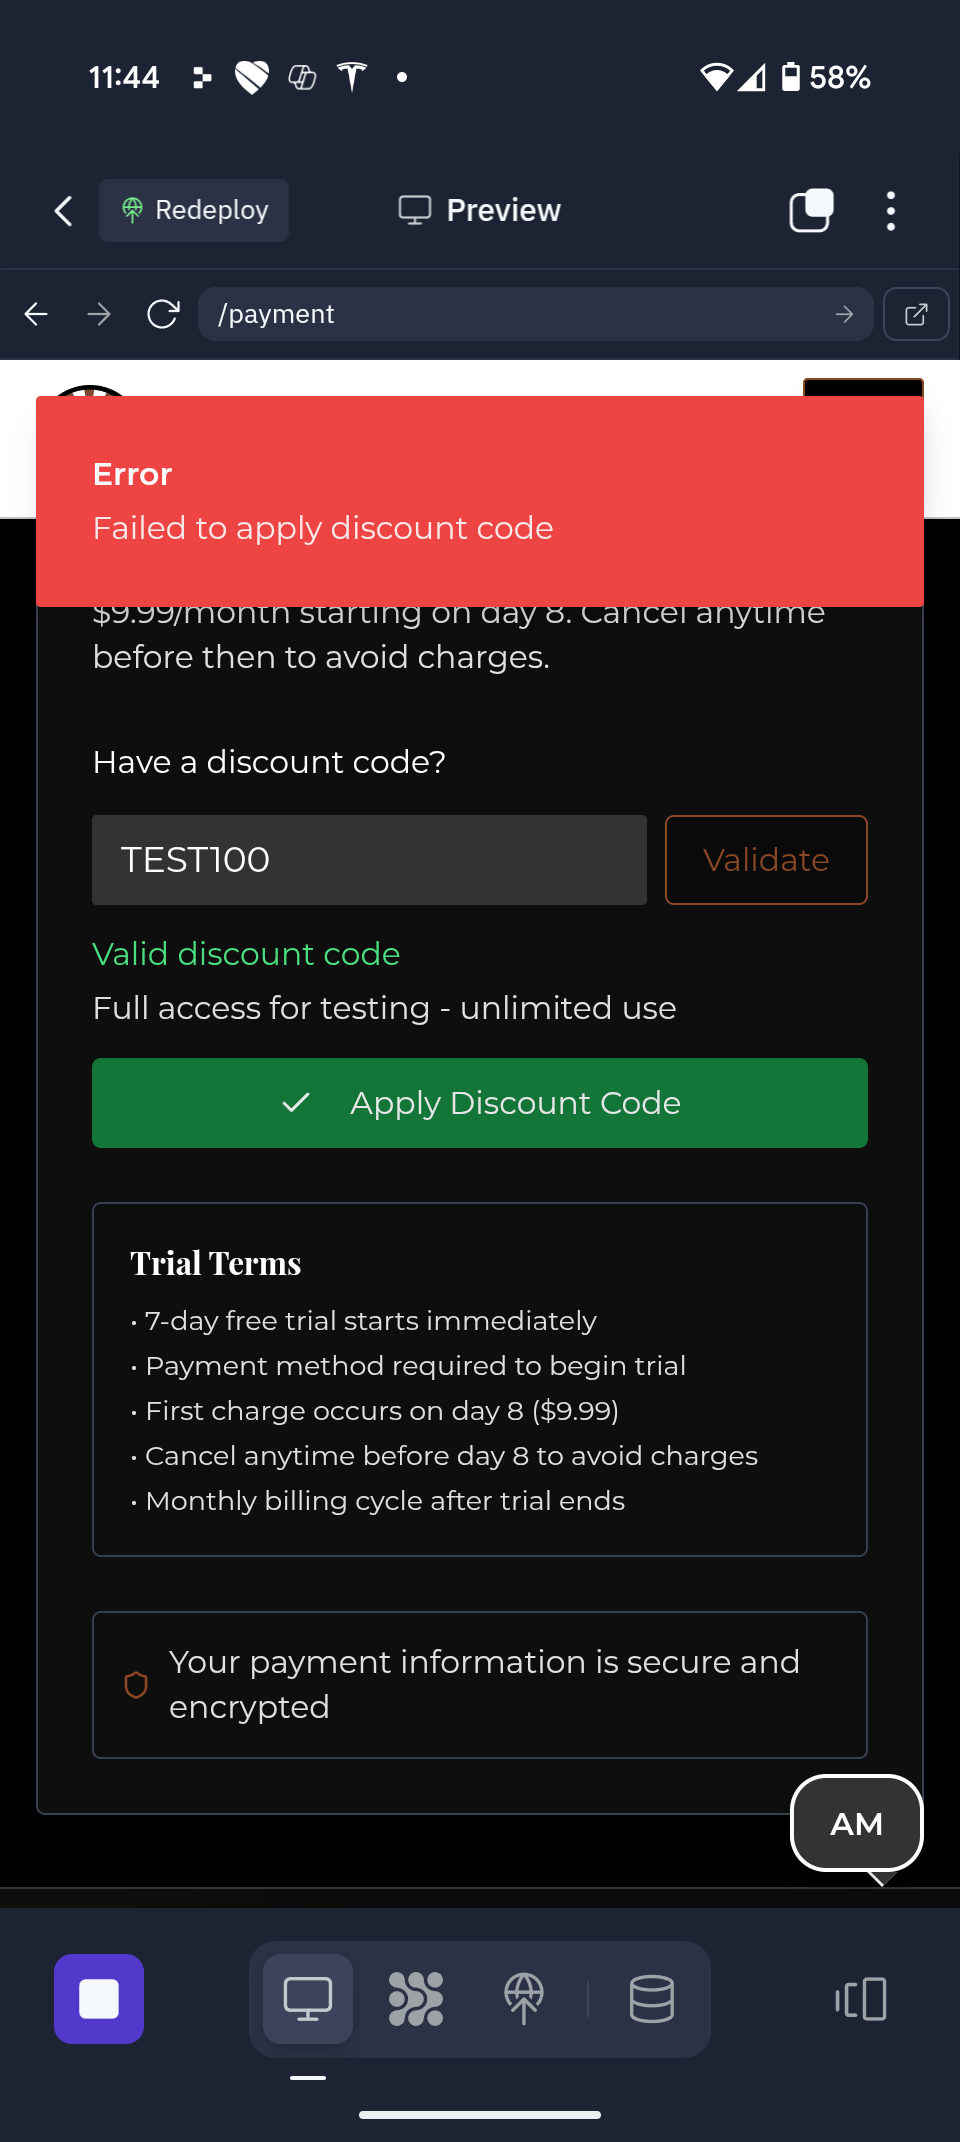 11:44
58%
Redeploy
Preview
/payment
Error
Failed to apply discount code
$9.99/month starting on day 8. Cancel anytime
before then to avoid charges.
Have a discount code?
TEST100
Validate
Valid discount code
Full access for testing - unlimited use
Apply Discount Code
Trial Terms
• 7-day free trial starts immediately
• Payment method required to begin trial
• First charge occurs on day 8 ($9.99)
• Cancel anytime before day 8 to avoid charges
• Monthly billing cycle after trial ends
Your payment information is secure and
encrypted
AM